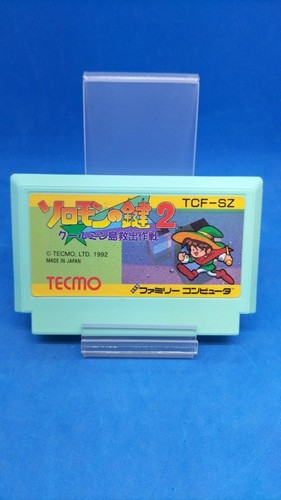 TCF-SZ
ソロモンの鍵2
クールミン島救出作戦
© TECMO, LTD. 1992
MADE IN JAPAN
TECMO
ファミリーコンピュータ